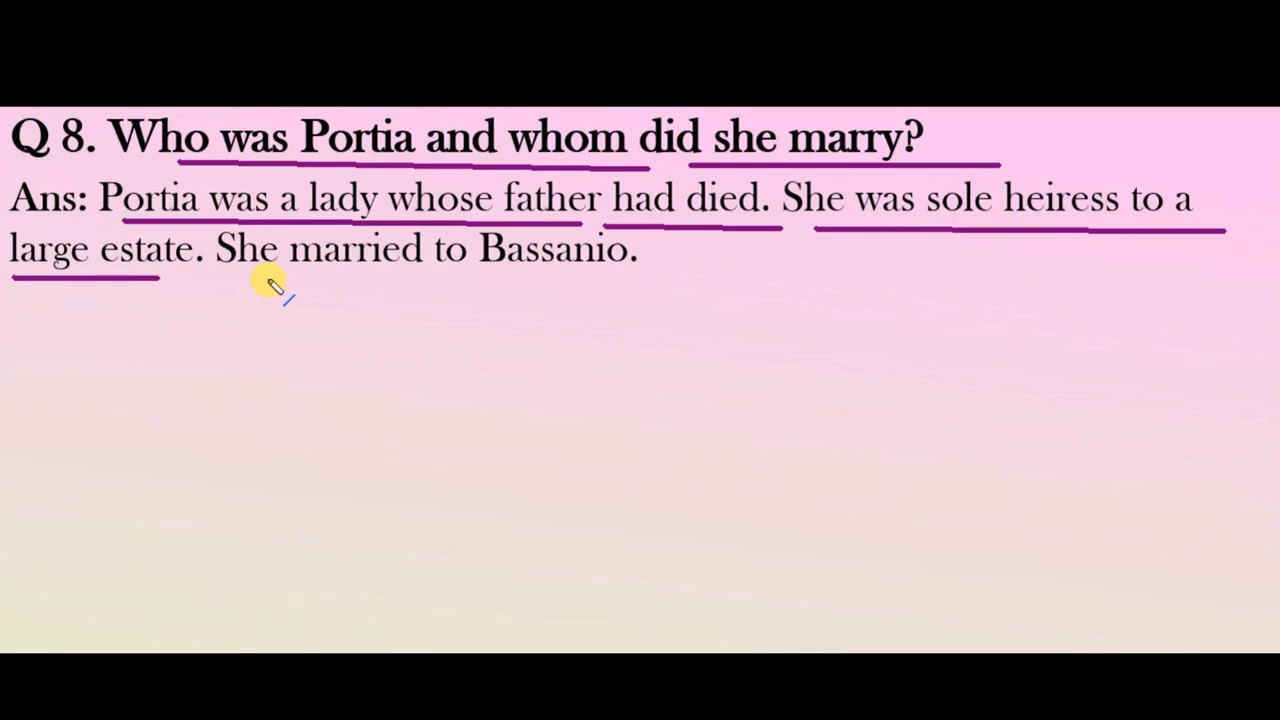 Q 8. Who was Portia and whom did she marry?
Ans: Portia was a lady whose father had died. She was sole heiress to a
large estate. She married to Bassanio.